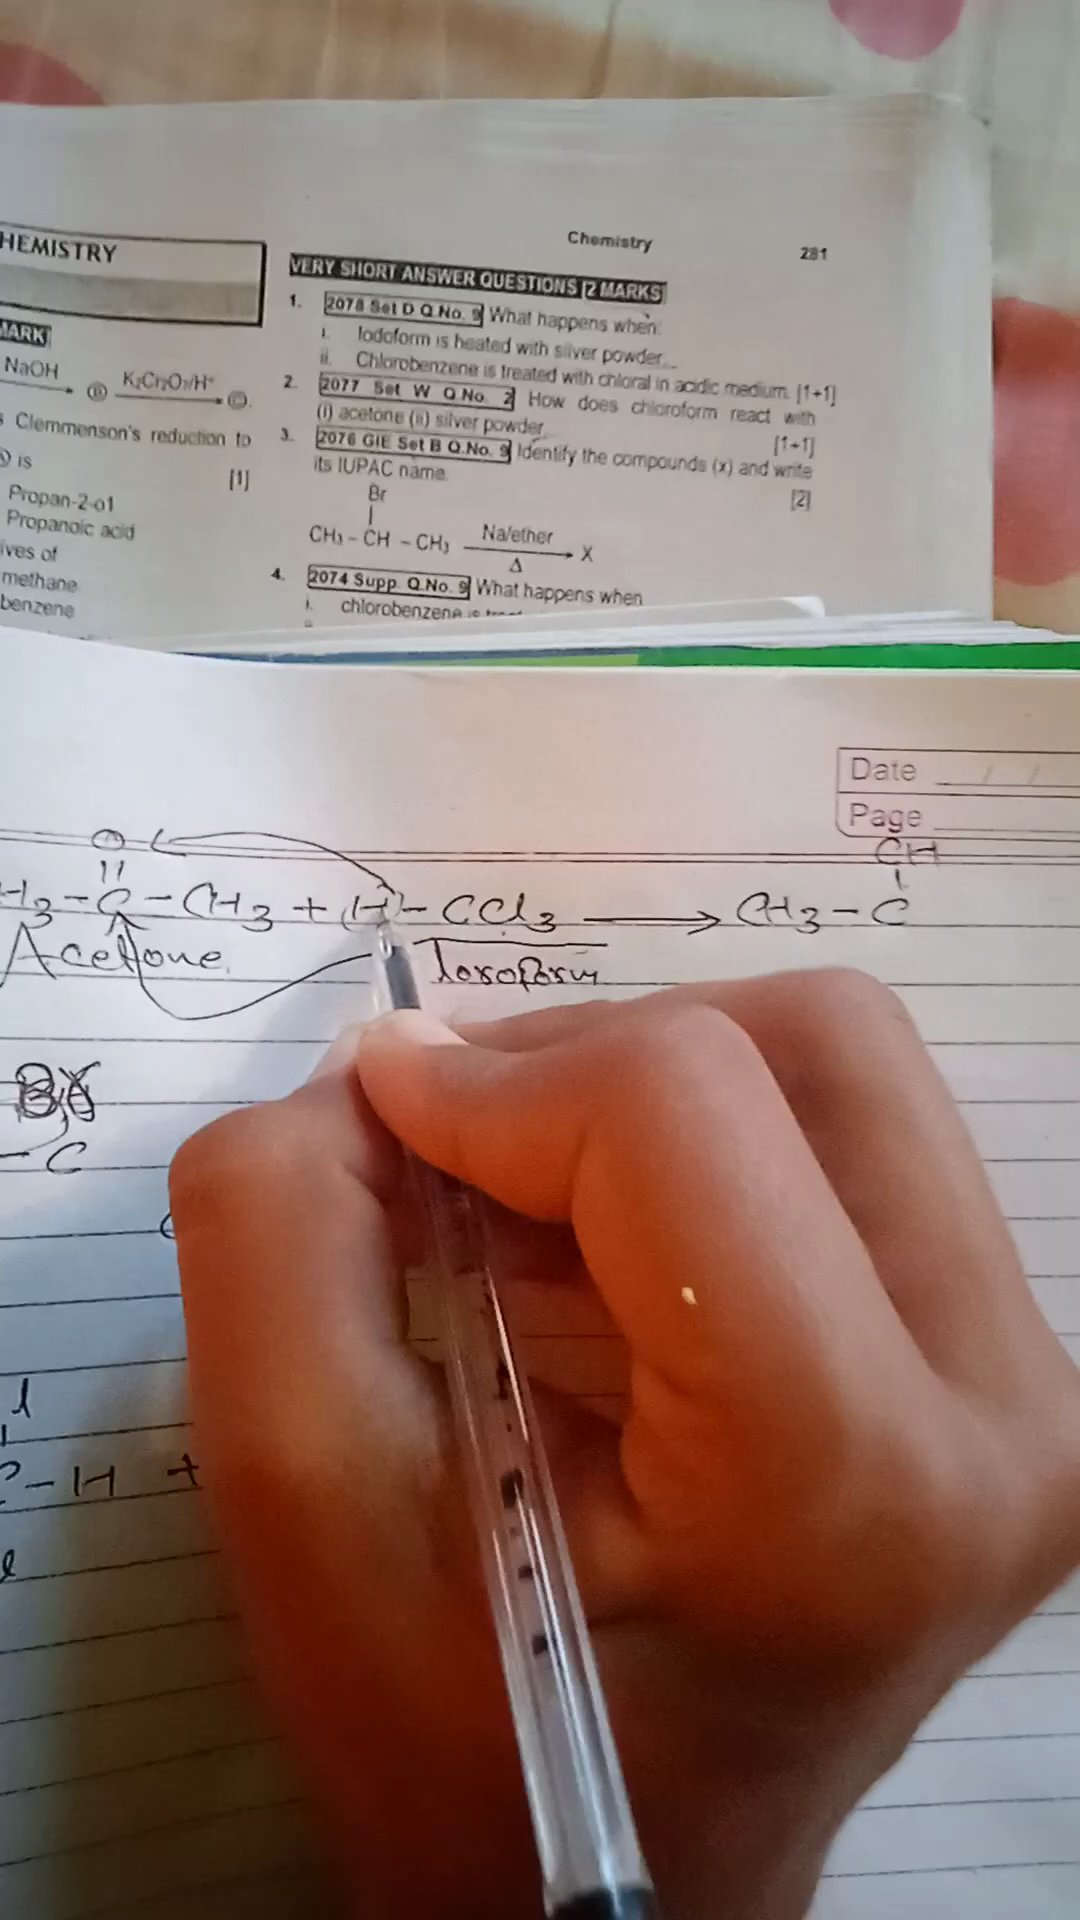 Chemistry 281
HEMISTRY
MARK
NaOH
Ⓑ K₂Cr₂O₇/H⁺ Ⓒ.
Clemmenson's reduction to
is
[1]
Propan-2-o1
Propanoic acid
ives of
methane
benzene
VERY SHORT ANSWER QUESTIONS [2 MARKS]
1. 2078 Set D Q.No. 9 What happens when:
i. Iodoform is heated with silver powder.
ii. Chlorobenzene is treated with chloral in acidic medium. [1+1]
2. 2077 Set W Q.No. 2 How does chloroform react with
(i) acetone (ii) silver powder. [1+1]
3. 2076 GIE Set B Q.No. 9 Identify the compounds (x) and write
its IUPAC name. [2]
Br
CH₃ – CH – CH₃ Na/ether Δ → X
4. 2074 Supp. Q.No. 9 What happens when
i. chlorobenzene is
Date / /
Page
O CH
H₃-C-CH₃ + H-CCl₃ → CH₃-C
Acetone loroform
-C
C-H +